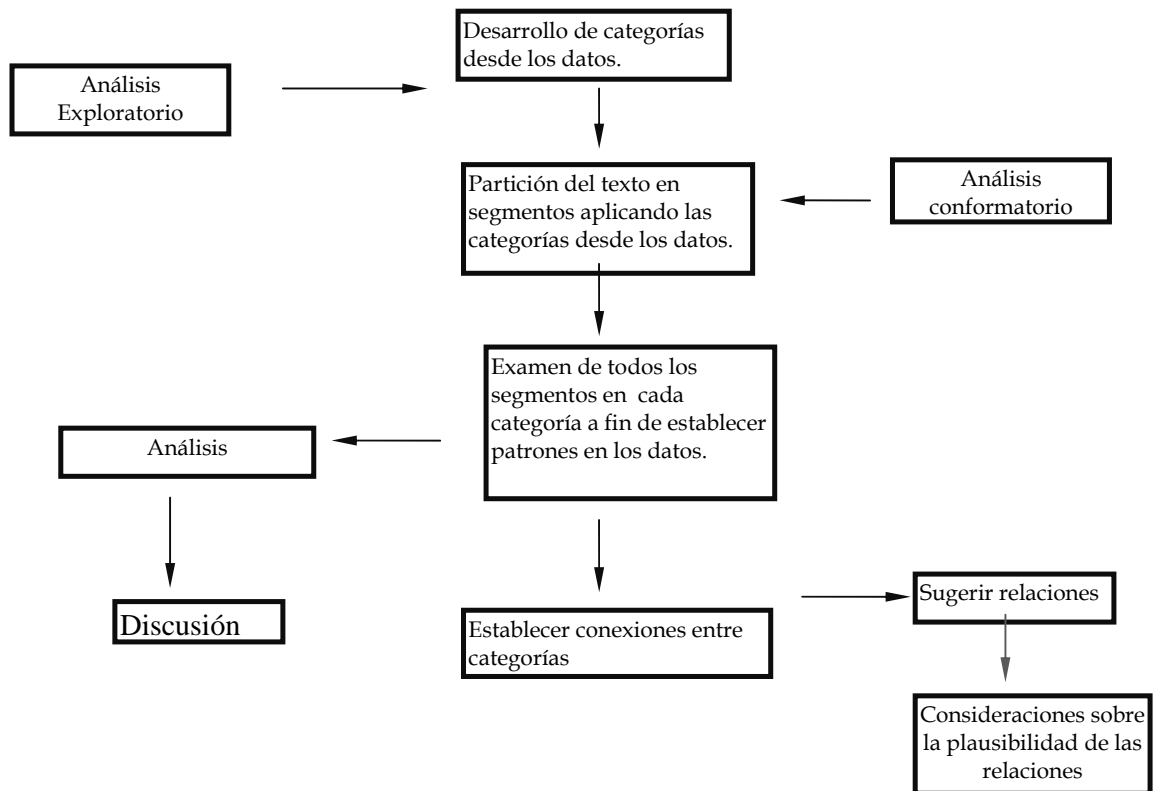 Desarrollo de categorías
desde los datos.
Análisis
Exploratorio
Partición del texto en
segmentos aplicando las
categorías desde los datos.
Análisis
conformatorio
Examen de todos los
segmentos en cada
categoría a fin de establecer
patrones en los datos.
Análisis
Discusión
Establecer conexiones entre
categorías
Sugerir relaciones
Consideraciones sobre
la plausibilidad de las
relaciones